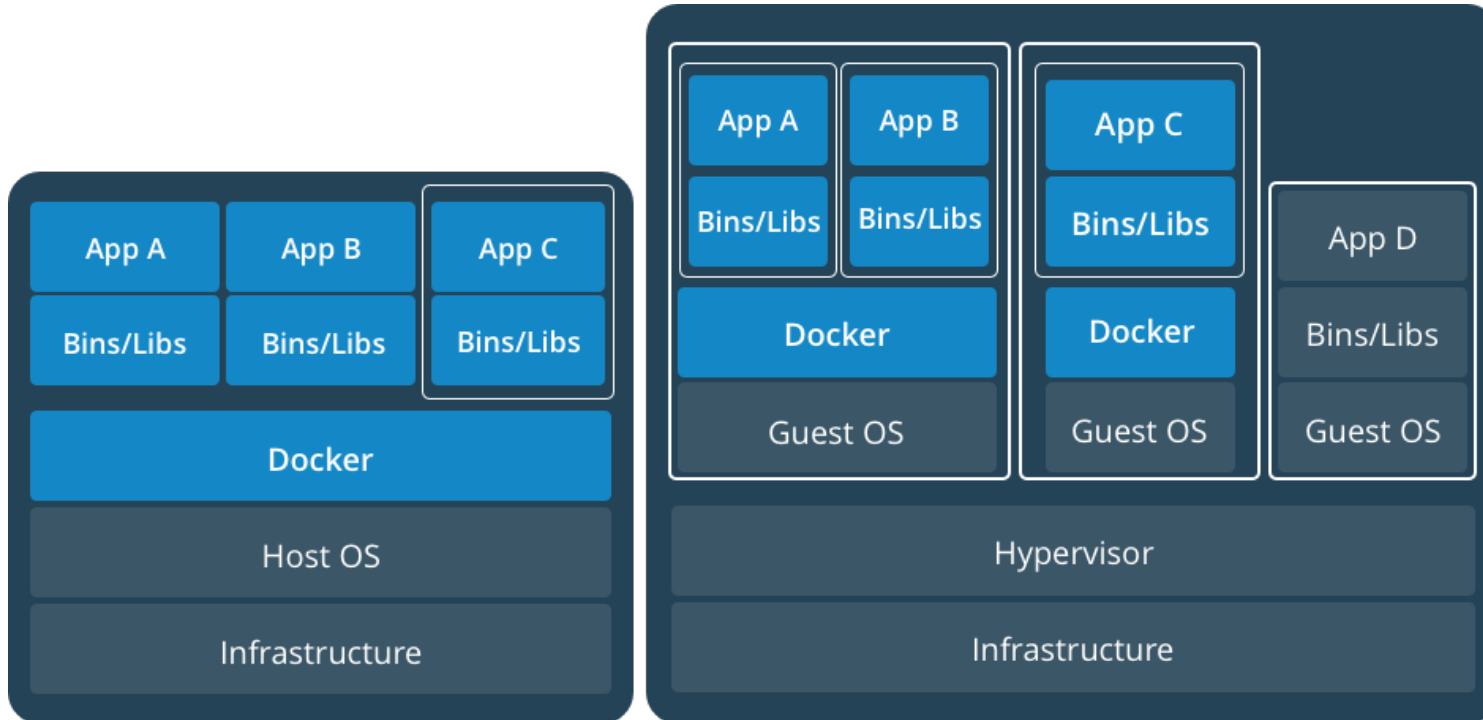 App A
App B
App C
Bins/Libs
Bins/Libs
Bins/Libs
Docker
Host OS
Infrastructure
App A
App B
App C
Bins/Libs
Bins/Libs
Bins/Libs
App D
Docker
Docker
Bins/Libs
Guest OS
Guest OS
Guest OS
Hypervisor
Infrastructure